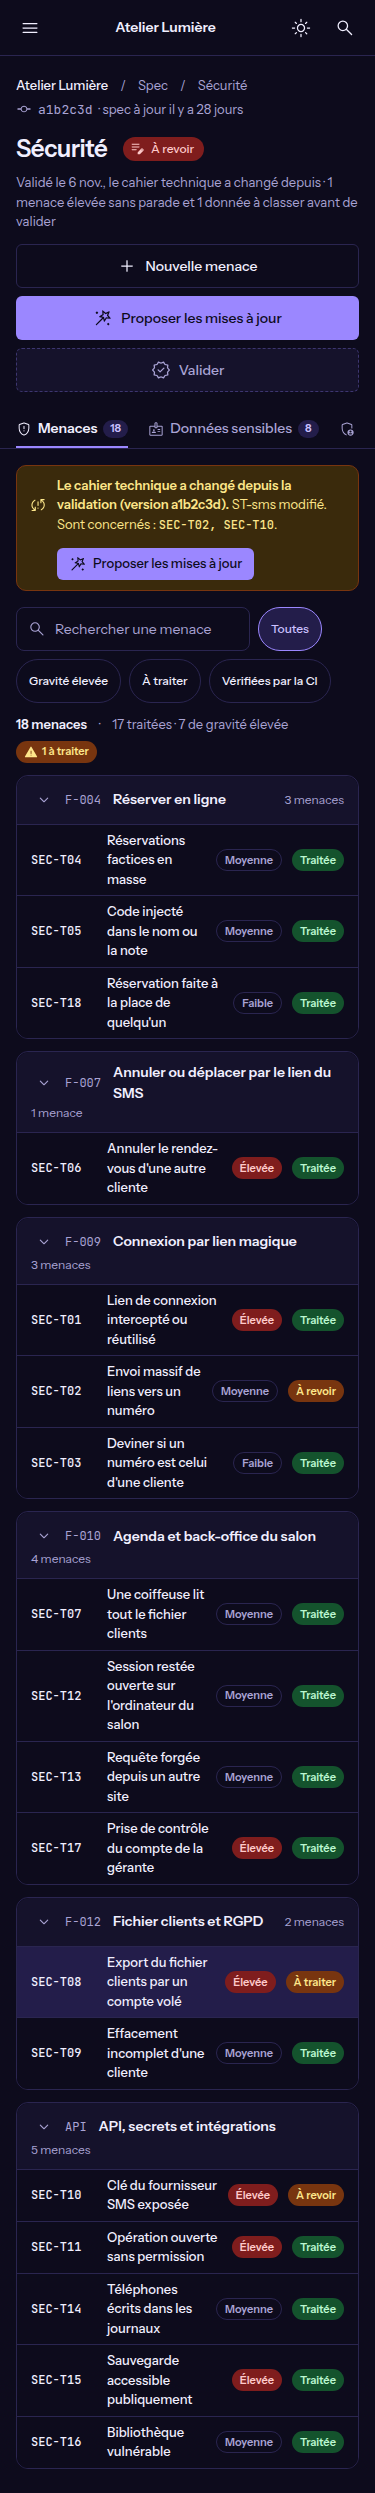 Atelier Lumière
Atelier Lumière / Spec / Sécurité
a1b2c3d · spec à jour il y a 28 jours
Sécurité À revoir
Validé le 6 nov., le cahier technique a changé depuis · 1
menace élevée sans parade et 1 donnée à classer avant de
valider
Nouvelle menace
Proposer les mises à jour
Valider
Menaces 18 Données sensibles 8
Le cahier technique a changé depuis la
validation (version a1b2c3d). ST-sms modifié.
Sont concernés : SEC-T02, SEC-T10.
Proposer les mises à jour
Rechercher une menace Toutes
Gravité élevée À traiter Vérifiées par la CI
18 menaces · 17 traitées · 7 de gravité élevée
1 à traiter
F-004 Réserver en ligne 3 menaces
SEC-T04 Réservations
factices en
masse Moyenne Traitée
SEC-T05 Code injecté
dans le nom ou
la note Moyenne Traitée
SEC-T18 Réservation faite à
la place de
quelqu'un Faible Traitée
F-007 Annuler ou déplacer par le lien du
SMS
1 menace
SEC-T06 Annuler le rendez-
vous d'une autre
cliente Élevée Traitée
F-009 Connexion par lien magique
3 menaces
SEC-T01 Lien de connexion
intercepté ou
réutilisé Élevée Traitée
SEC-T02 Envoi massif de
liens vers un
numéro Moyenne À revoir
SEC-T03 Deviner si un
numéro est celui
d'une cliente Faible Traitée
F-010 Agenda et back-office du salon
4 menaces
SEC-T07 Une coiffeuse lit
tout le fichier
clients Moyenne Traitée
SEC-T12 Session restée
ouverte sur
l'ordinateur du
salon Moyenne Traitée
SEC-T13 Requête forgée
depuis un autre
site Moyenne Traitée
SEC-T17 Prise de contrôle
du compte de la
gérante Élevée Traitée
F-012 Fichier clients et RGPD 2 menaces
SEC-T08 Export du fichier
clients par un
compte volé Élevée À traiter
SEC-T09 Effacement
incomplet d'une
cliente Moyenne Traitée
API API, secrets et intégrations
5 menaces
SEC-T10 Clé du fournisseur
SMS exposée Élevée À revoir
SEC-T11 Opération ouverte
sans permission Élevée Traitée
SEC-T14 Téléphones
écrits dans les
journaux Moyenne Traitée
SEC-T15 Sauvegarde
accessible
publiquement Élevée Traitée
SEC-T16 Bibliothèque
vulnérable Moyenne Traitée